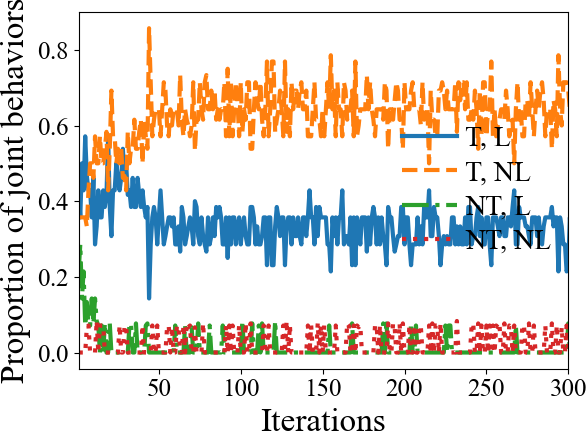 Proportion of joint behaviors
0.8
0.6
0.4
0.2
0.0
T, L
T, NL
NT, L
NT, NL
50
100
150
200
250
300
Iterations